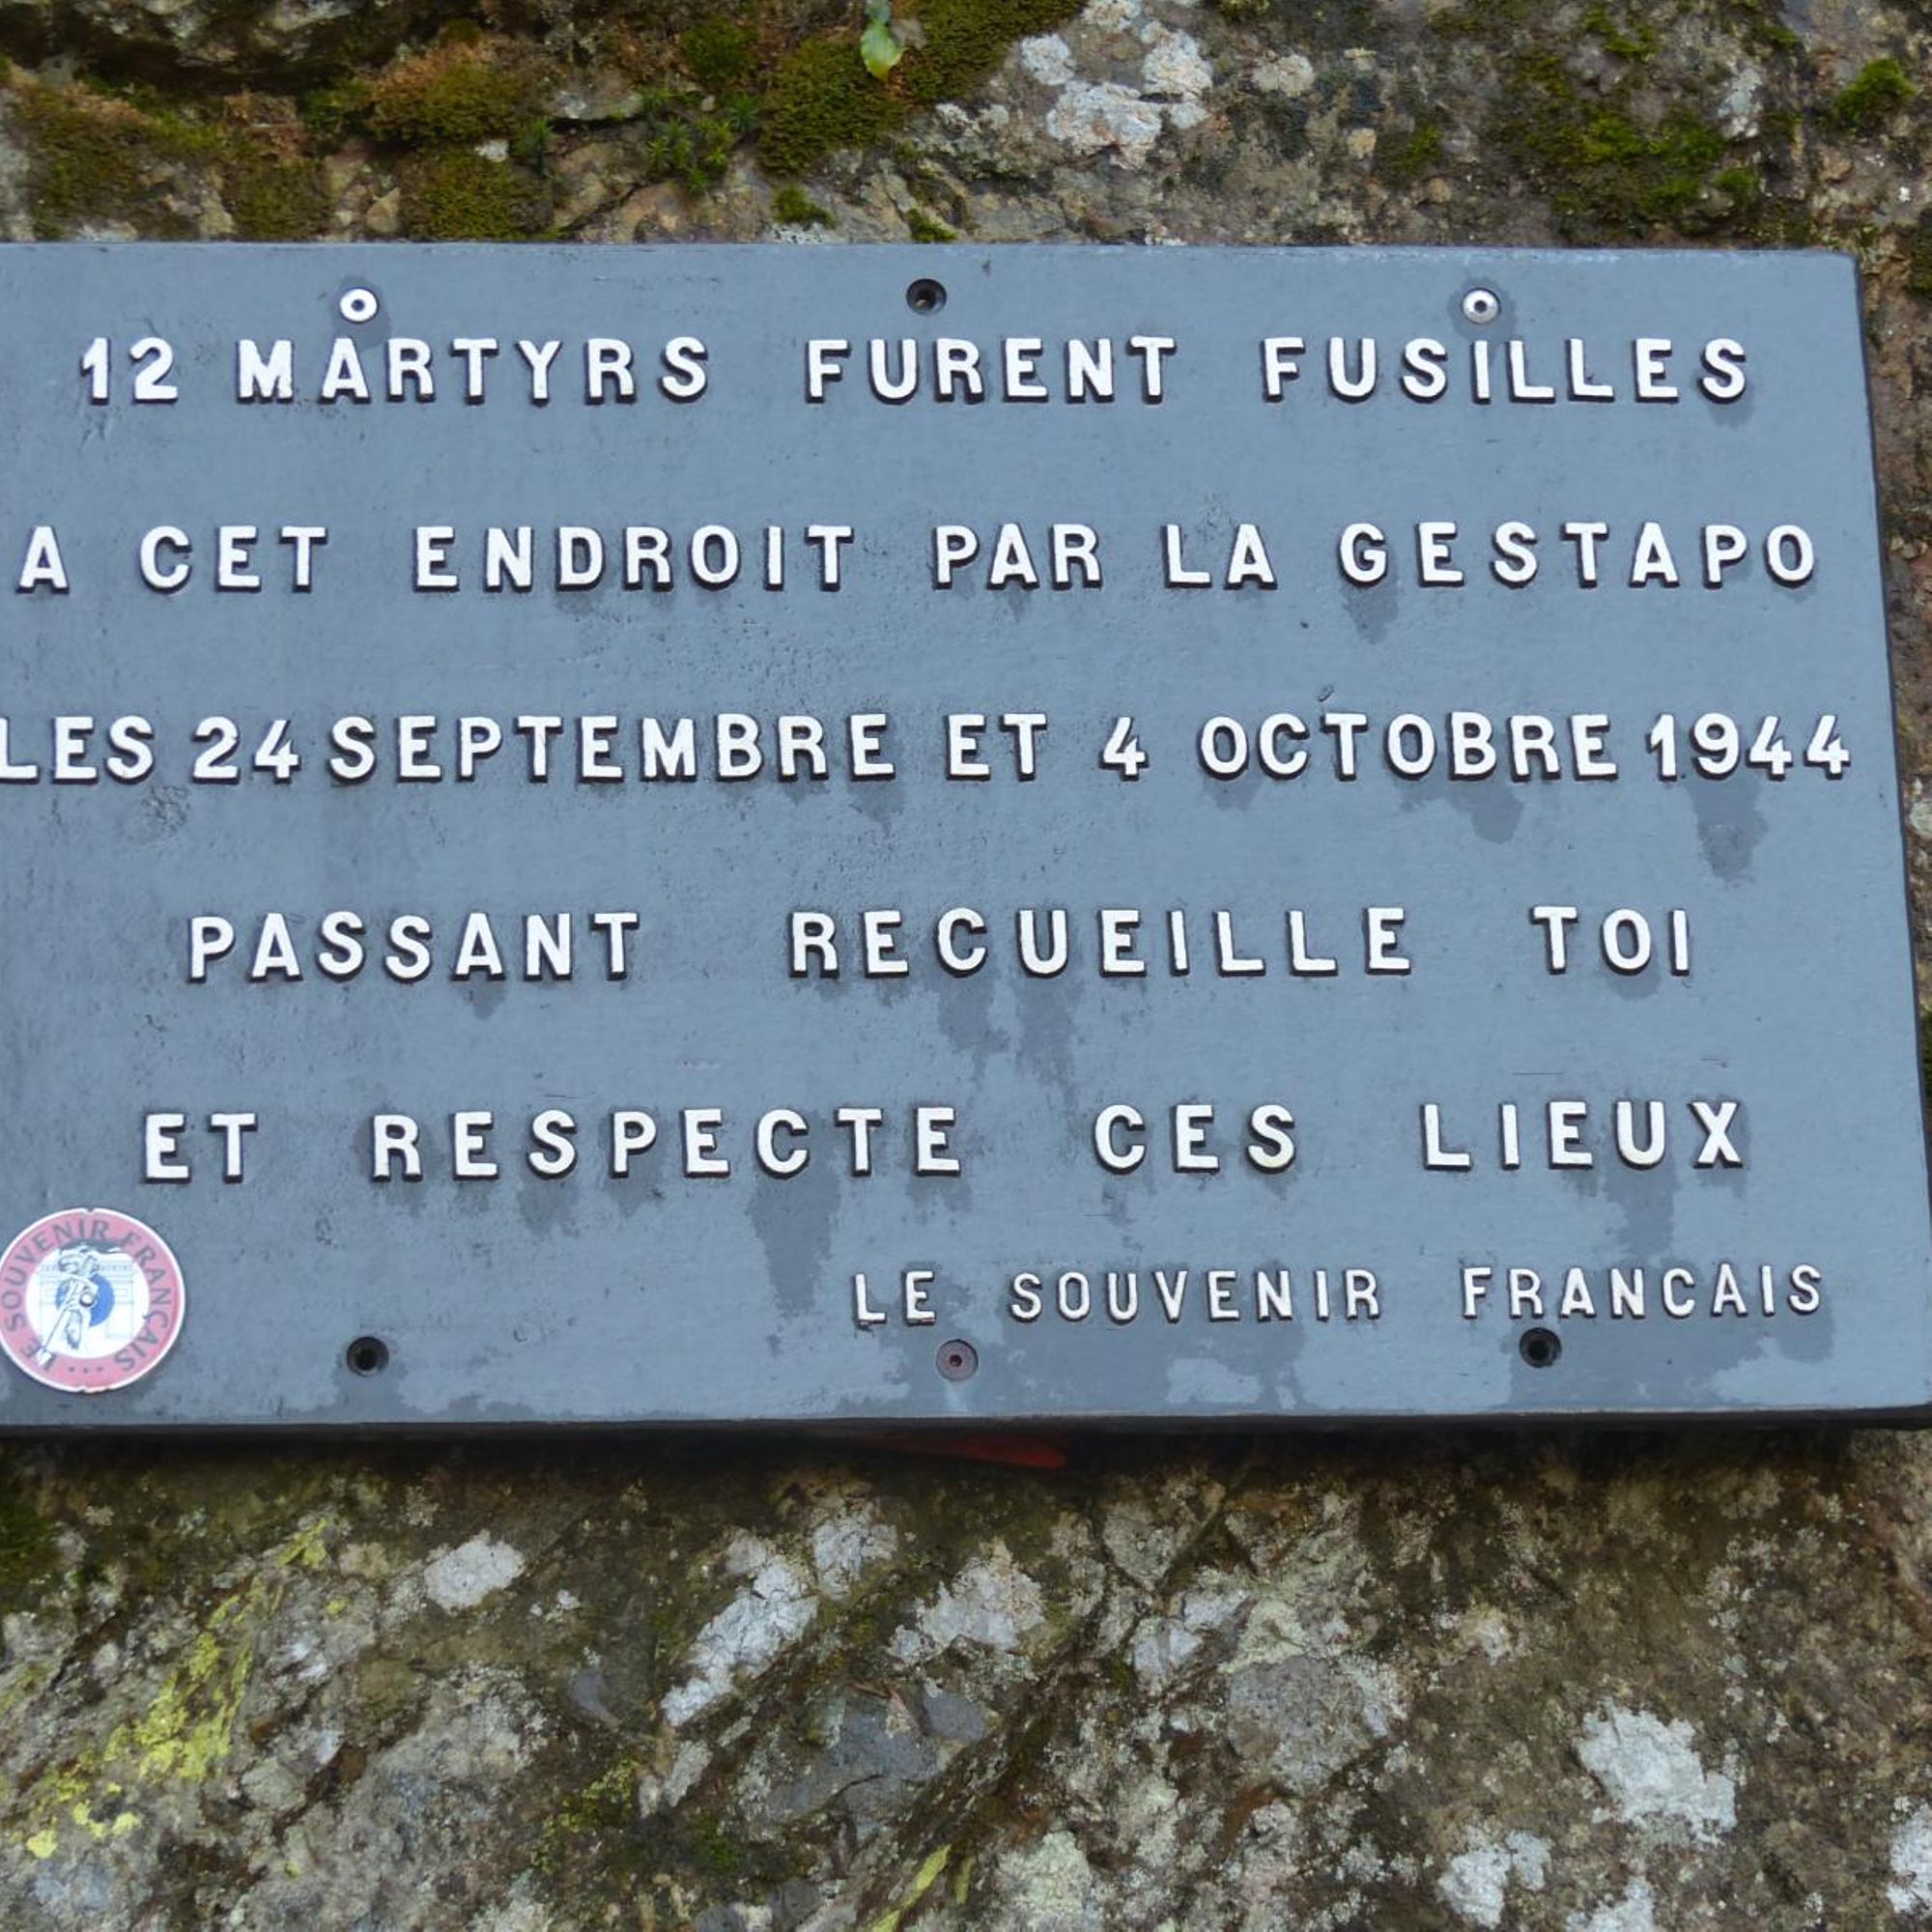 12 MARTYRS FURENT FUSILLES
A CET ENDROIT PAR LA GESTAPO
LES 24 SEPTEMBRE ET 4 OCTOBRE 1944
PASSANT RECUEILLE TOI
ET RESPECTE CES LIEUX
LE SOUVENIR FRANCAIS
LE SOUVENIR FRANÇAIS